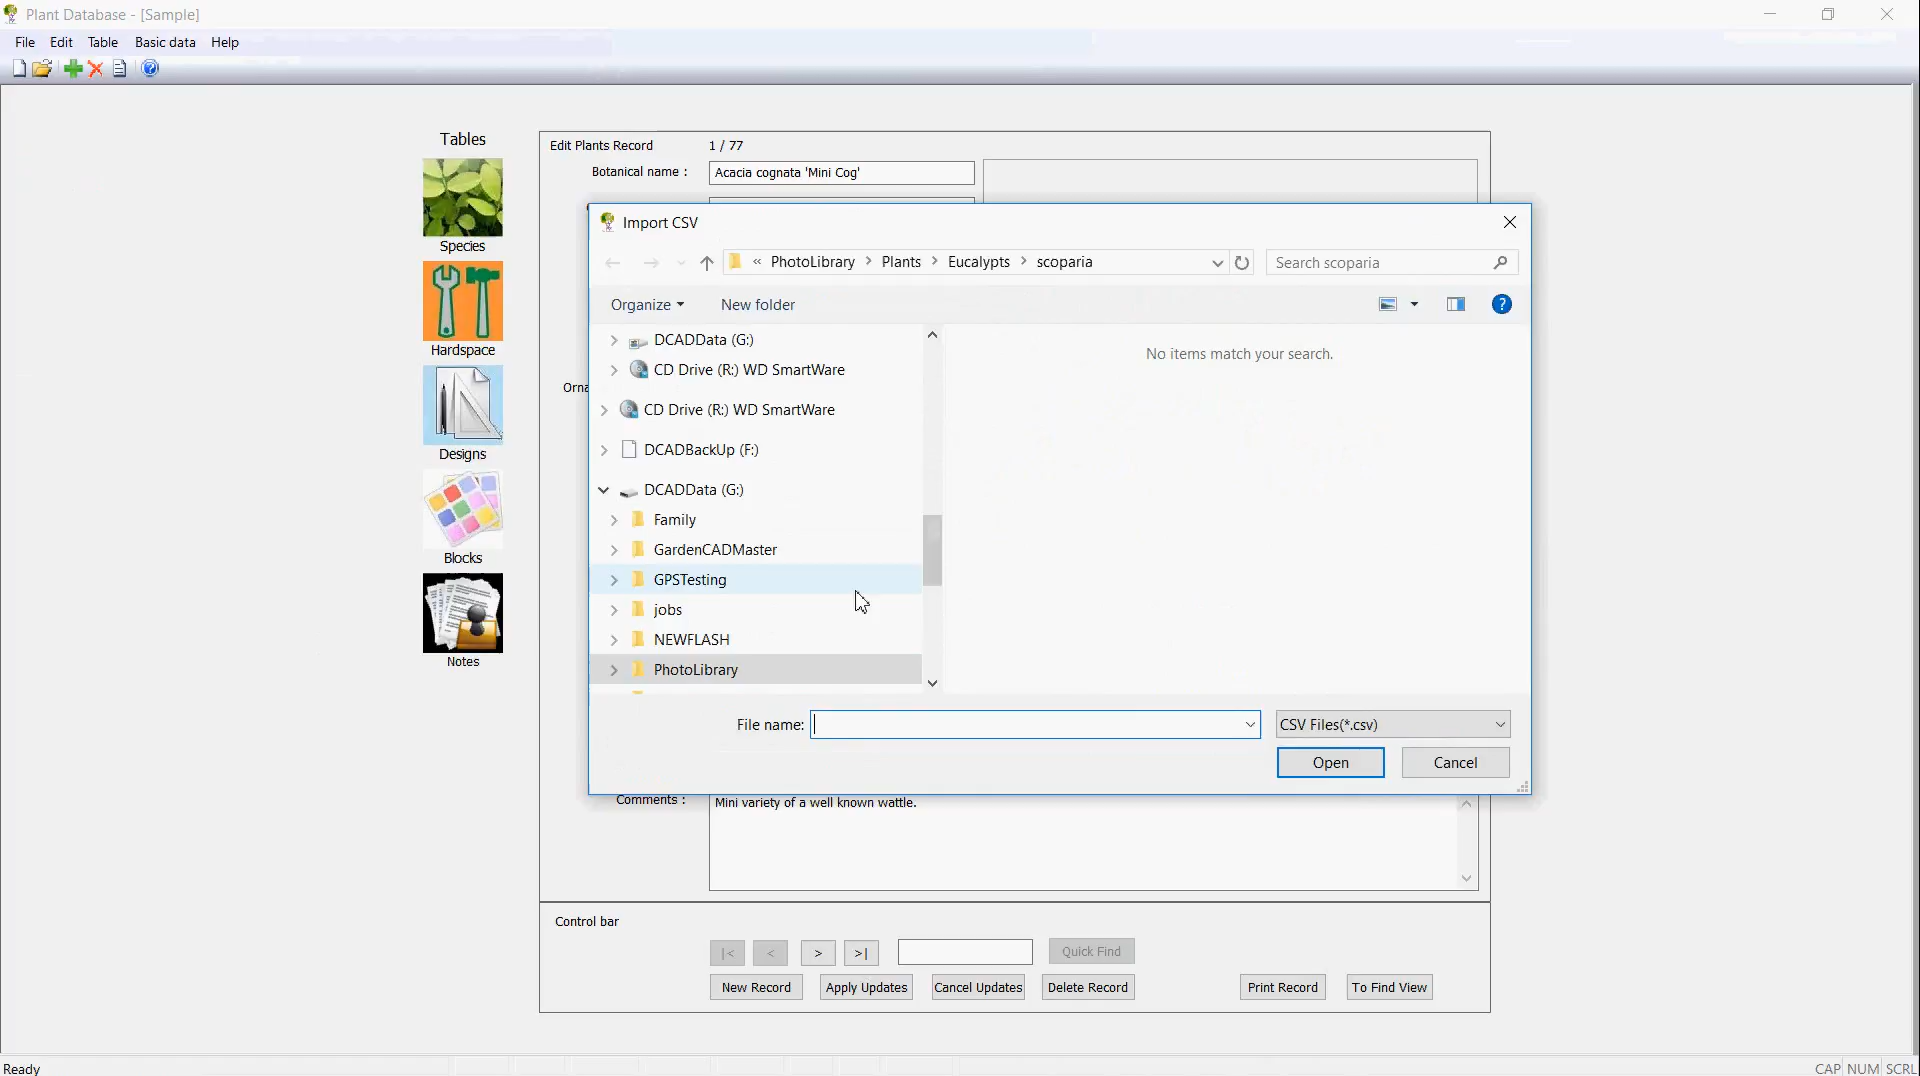 Plant Database - [Sample]
File Edit Table Basic data Help
Tables
Species
Hardspace
Designs
Blocks
Notes
Edit Plants Record 1 / 77
Botanical name : Acacia cognata 'Mini Cog'
Import CSV
« PhotoLibrary > Plants > Eucalypts > scoparia
Search scoparia
Organize New folder
DCADData (G:)
CD Drive (R:) WD SmartWare
CD Drive (R:) WD SmartWare
DCADBackUp (F:)
DCADData (G:)
Family
GardenCADMaster
GPSTesting
jobs
NEWFLASH
PhotoLibrary
No items match your search.
Orna
File name:
CSV Files(*.csv)
Open Cancel
Comments : Mini variety of a well known wattle.
Control bar
|< < > >| Quick Find
New Record Apply Updates Cancel Updates Delete Record Print Record To Find View
Ready
CAP NUM SCRL